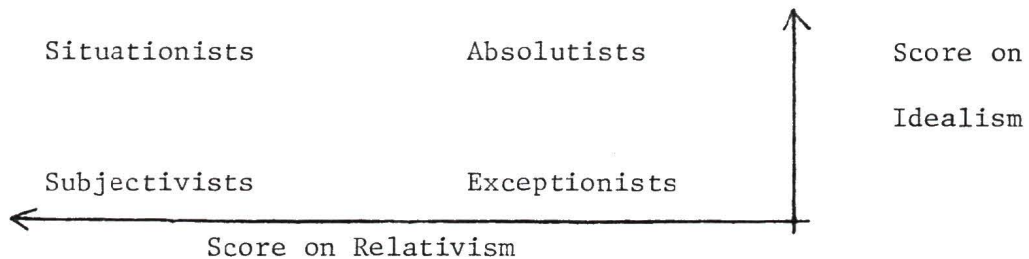 Situationists Absolutists Score on
Idealism
Subjectivists Exceptionists
Score on Relativism